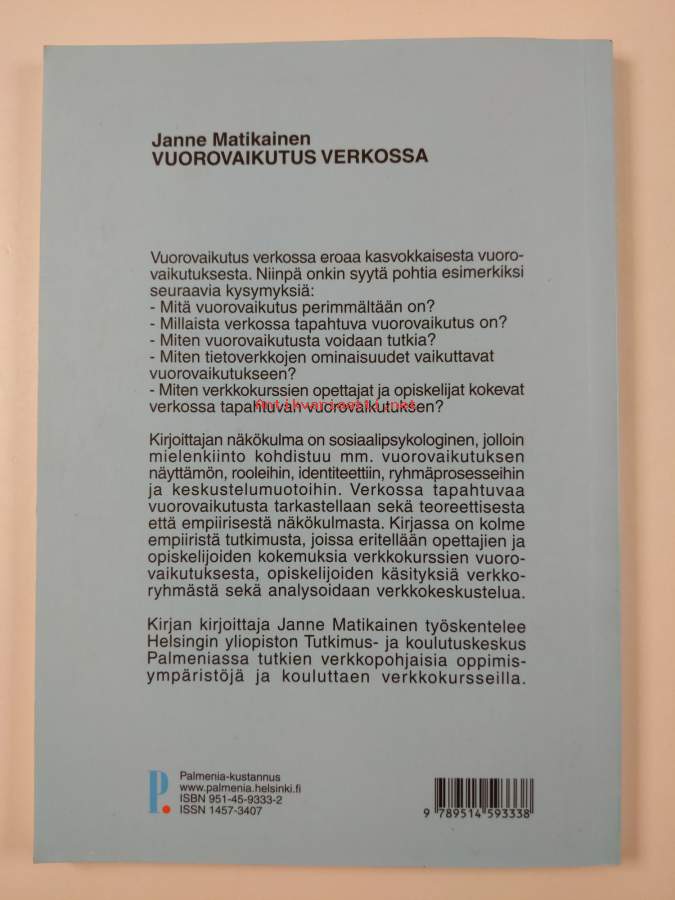 Janne Matikainen
VUOROVAIKUTUS VERKOSSA
Vuorovaikutus verkossa eroaa kasvokkaisesta vuoro-
vaikutuksesta. Niinpä onkin syytä pohtia esimerkiksi
seuraavia kysymyksiä:
- Mitä vuorovaikutus perimmältään on?
- Millaista verkossa tapahtuva vuorovaikutus on?
- Miten vuorovaikutusta voidaan tutkia?
- Miten tietoverkkojen ominaisuudet vaikuttavat
vuorovaikutukseen?
- Miten verkkokurssien opettajat ja opiskelijat kokevat
verkossa tapahtuvan vuorovaikutuksen?
Antikvariaatti.net
Kirjoittajan näkökulma on sosiaalipsykologinen, jolloin
mielenkiinto kohdistuu mm. vuorovaikutuksen
näyttämön, rooleihin, identiteettiin, ryhmäprosesseihin
ja keskustelumuotoihin. Verkossa tapahtuvaa
vuorovaikutusta tarkastellaan sekä teoreettisesta
että empiirisestä näkökulmasta. Kirjassa on kolme
empiiristä tutkimusta, joissa eritellään opettajien ja
opiskelijoiden kokemuksia verkkokurssien vuoro-
vaikutuksesta, opiskelijoiden käsityksiä verkko-
ryhmästä sekä analysoidaan verkkokeskustelua.
Kirjan kirjoittaja Janne Matikainen työskentelee
Helsingin yliopiston Tutkimus- ja koulutuskeskus
Palmeniassa tutkien verkkopohjaisia oppimis-
ympäristöjä ja kouluttaen verkkokursseilla.
P.
Palmenia-kustannus
www.palmenia.helsinki.fi
ISBN 951-45-9333-2
ISSN 1457-3407
9 789514 593338